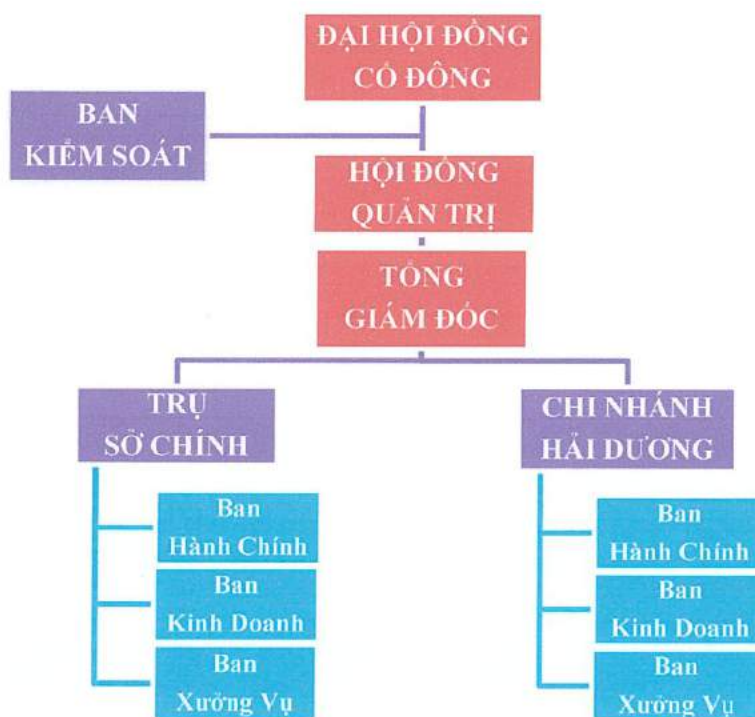 ĐẠI HỘI ĐỒNG
CỔ ĐÔNG
BAN
KIỂM SOÁT
HỘI ĐỒNG
QUẢN TRỊ
TỔNG
GIÁM ĐỐC
TRỤ
SỞ CHÍNH
Ban
Hành Chính
Ban
Kinh Doanh
Ban
Xưởng Vụ
CHI NHÁNH
HẢI DƯƠNG
Ban
Hành Chính
Ban
Kinh Doanh
Ban
Xưởng Vụ